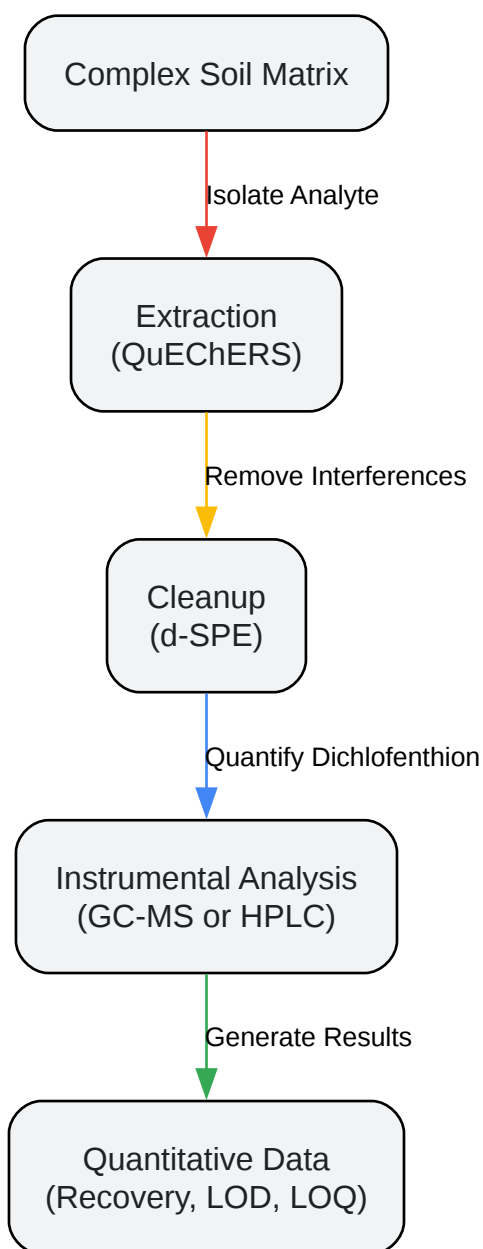 Complex Soil Matrix
Isolate Analyte
Extraction
(QuEChERS)
Remove Interferences
Cleanup
(d-SPE)
Quantify Dichlofenthion
Instrumental Analysis
(GC-MS or HPLC)
Generate Results
Quantitative Data
(Recovery, LOD, LOQ)